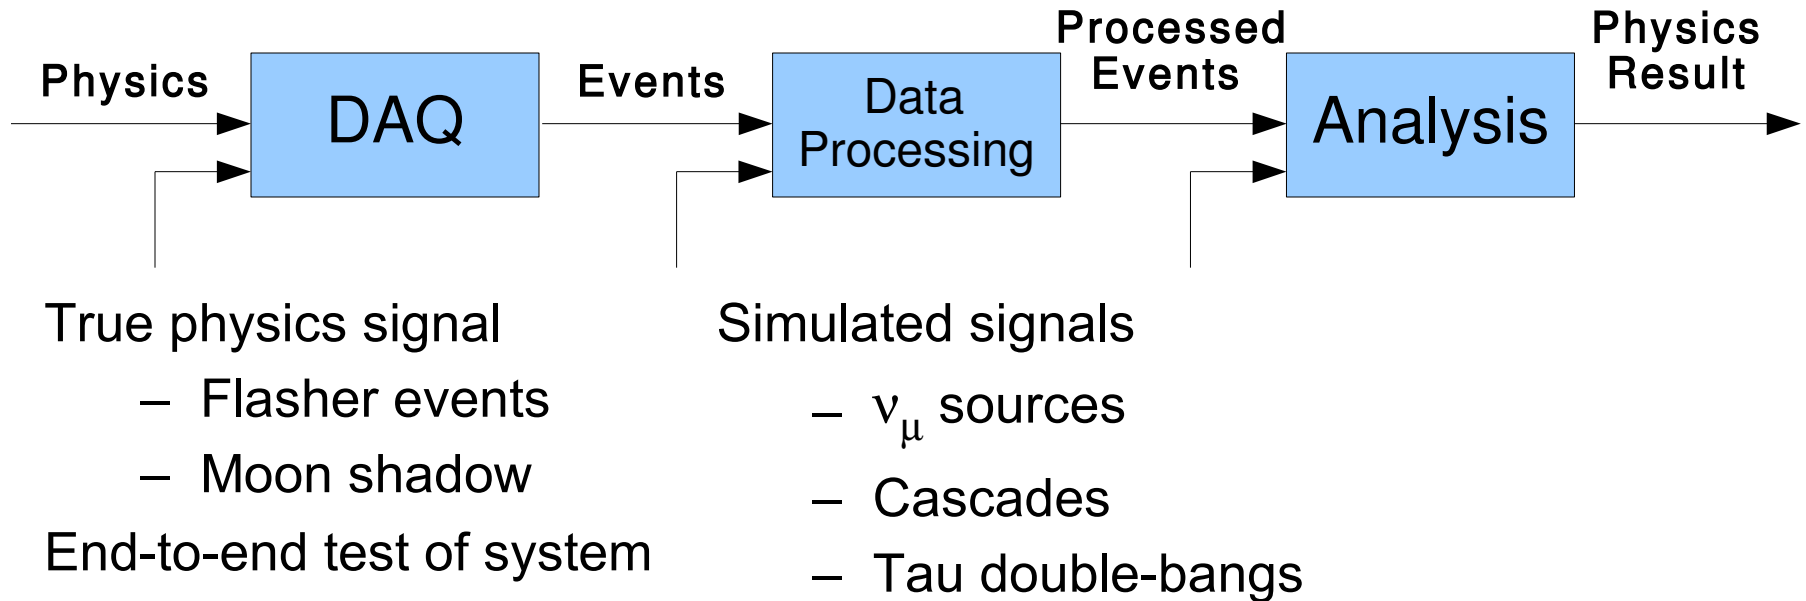 Physics
DAQ
Events
Data
Processing
Processed
Events
Analysis
Physics
Result
True physics signal
– Flasher events
– Moon shadow
End-to-end test of system
Simulated signals
– νμ sources
– Cascades
– Tau double-bangs